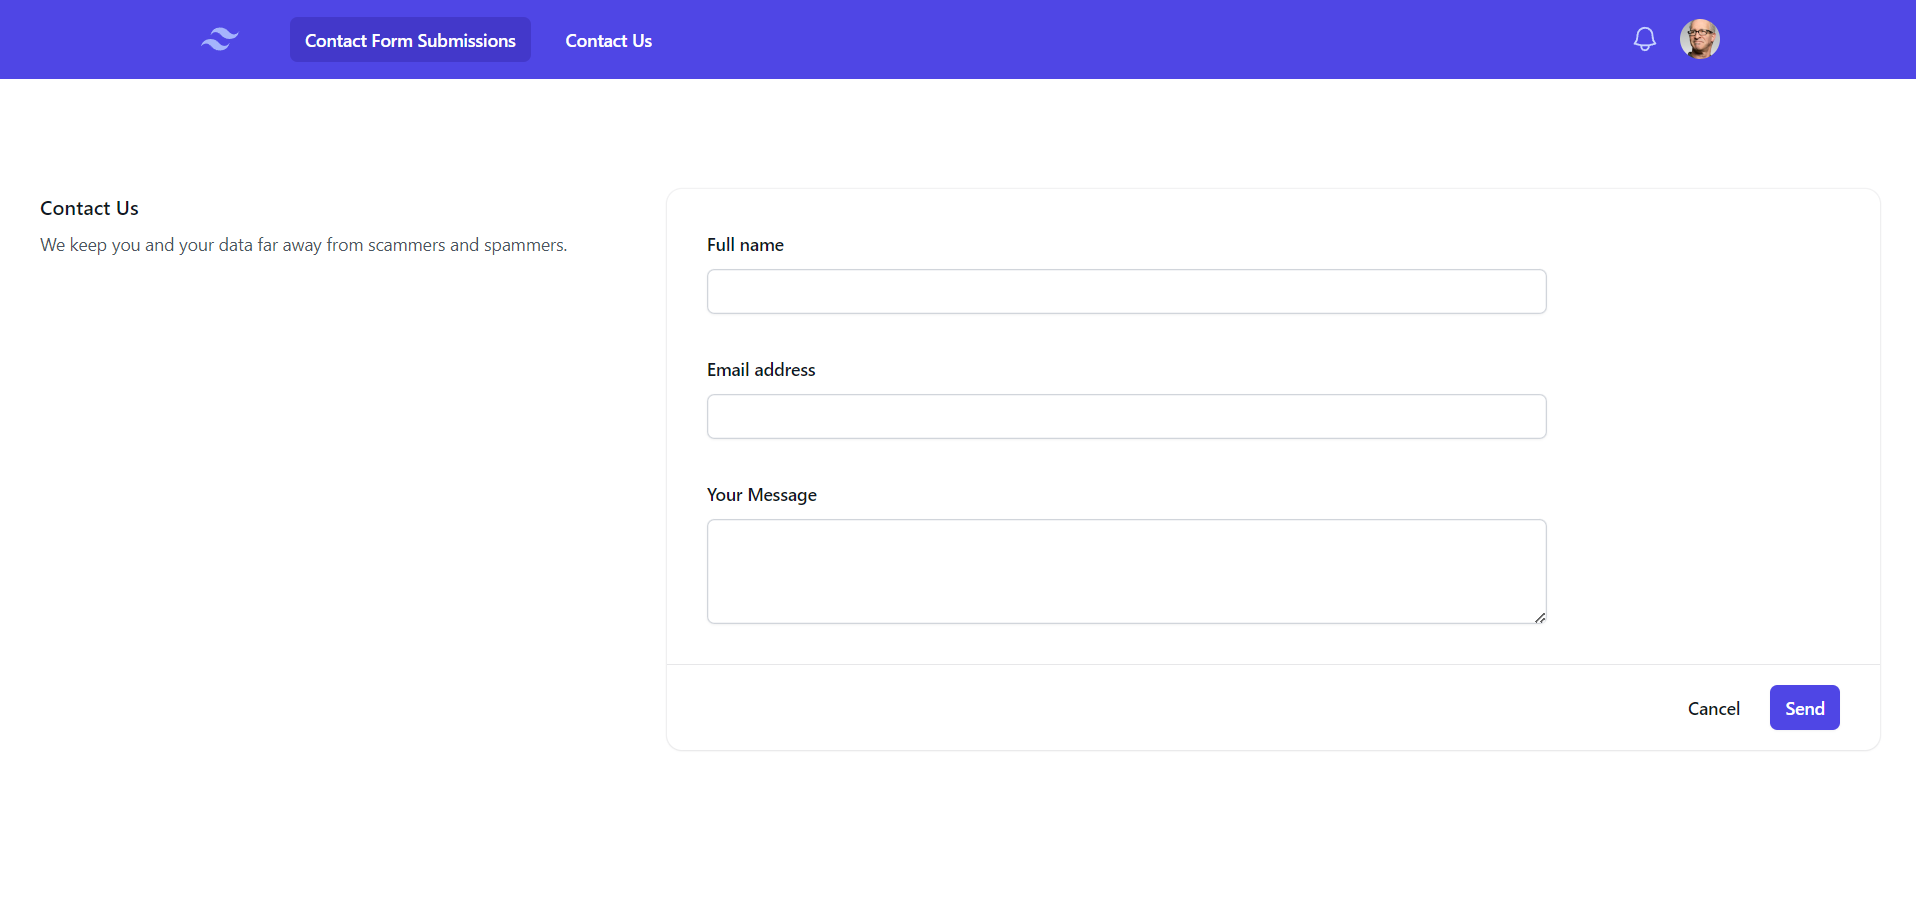 Contact Form Submissions
Contact Us
Contact Us
We keep you and your data far away from scammers and spammers.
Full name
Email address
Your Message
Cancel
Send